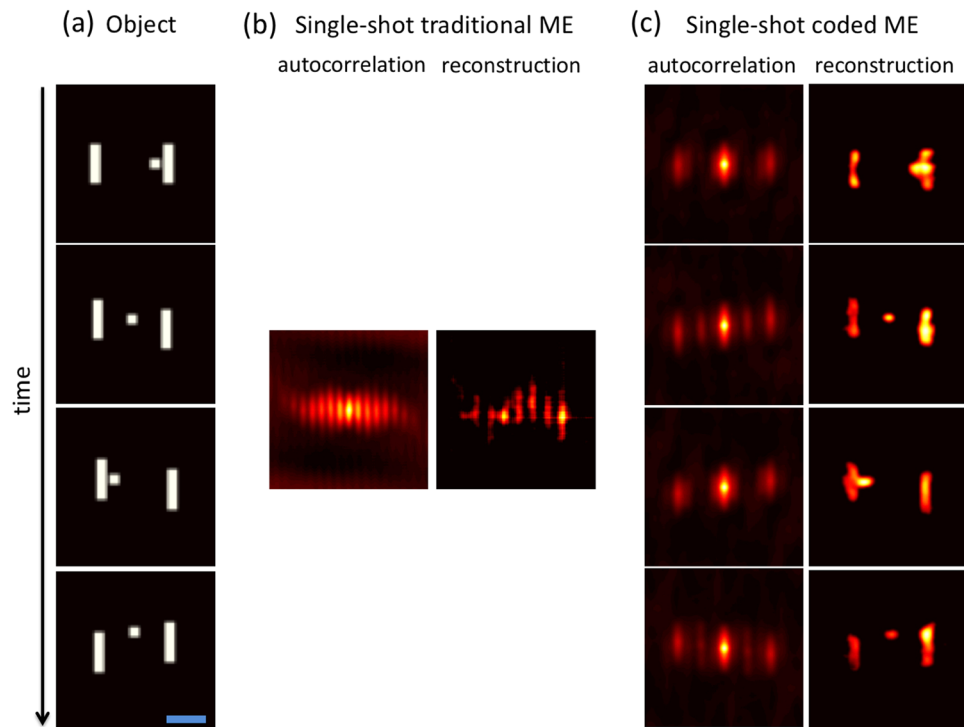 (a) Object
(b) Single-shot traditional ME
autocorrelation reconstruction
(c) Single-shot coded ME
autocorrelation reconstruction
time